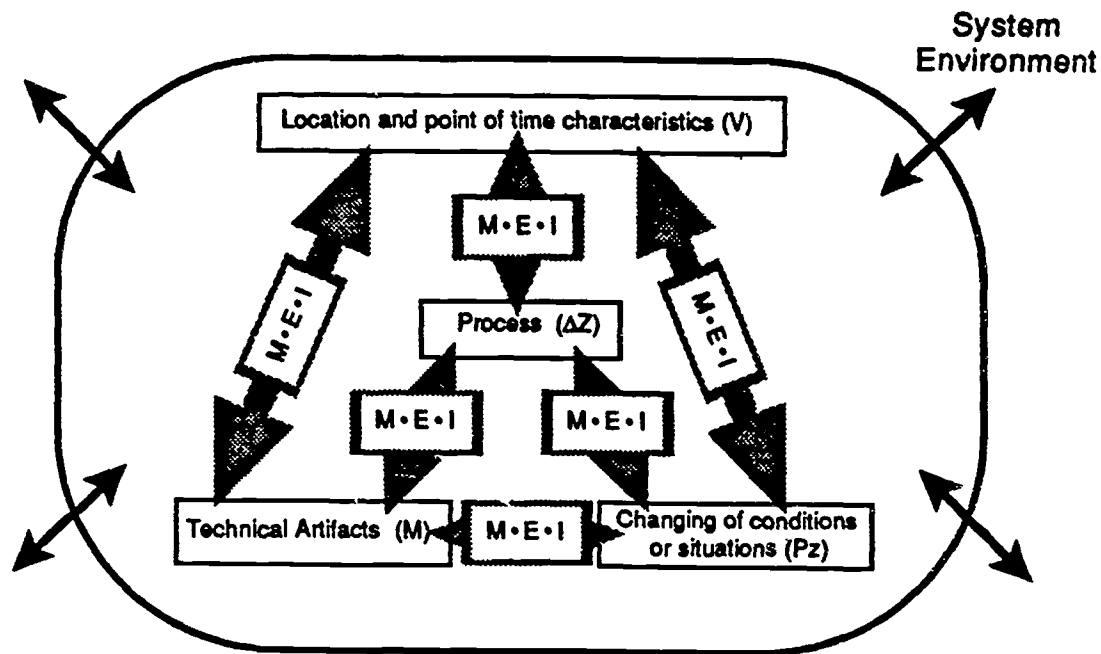 System
Environment
Location and point of time characteristics (V)
M•E•I
M•E•I
M•E•I
Process (ΔZ)
M•E•I
M•E•I
Technical Artifacts (M)
M•E•I
Changing of conditions
or situations (Pz)